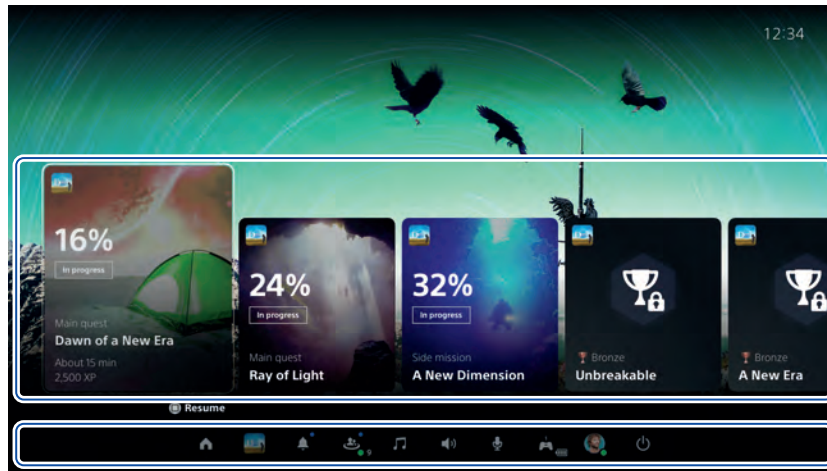 12:34
16%
In progress
Main quest
Dawn of a New Era
About 15 min
2,500 XP
24%
In progress
Main quest
Ray of Light
32%
In progress
Side mission
A New Dimension
Bronze
Unbreakable
Bronze
A New Era
Resume
9